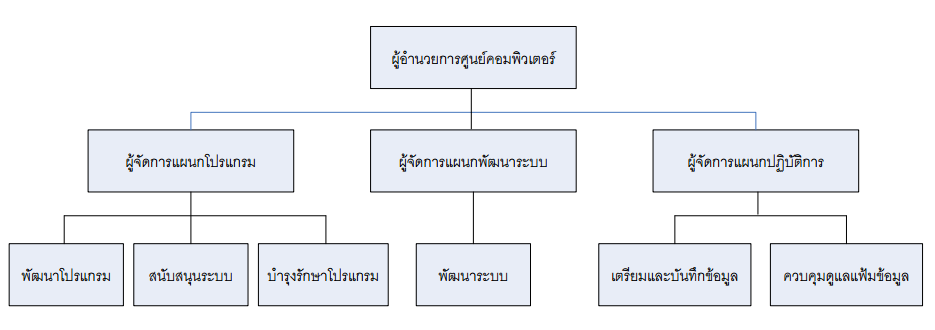 ผู้อำนวยการศูนย์คอมพิวเตอร์
ผู้จัดการแผนกโปรแกรม
ผู้จัดการแผนกพัฒนาระบบ
ผู้จัดการแผนกปฏิบัติการ
พัฒนาโปรแกรม
สนับสนุนระบบ
บำรุงรักษาโปรแกรม
พัฒนาระบบ
เตรียมและบันทึกข้อมูล
ควบคุมดูแลแฟ้มข้อมูล